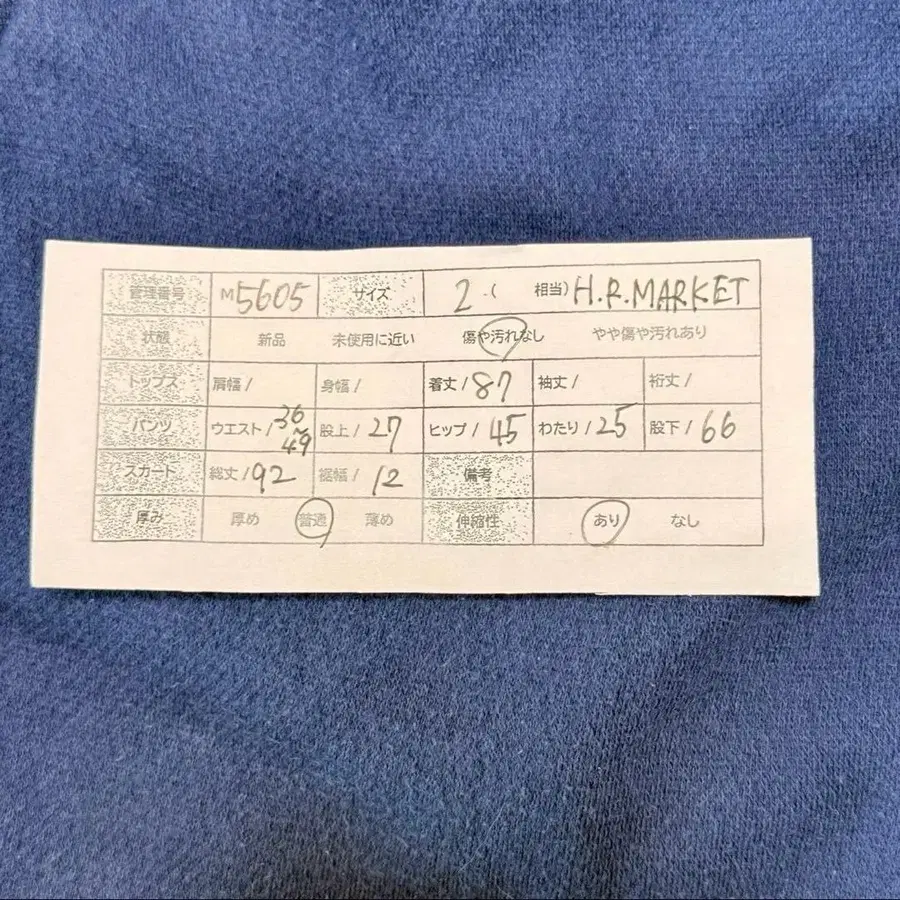 管理番号 M5605 サイズ 2 ( 相当) H.R.MARKET
状態 新品 未使用に近い 傷や汚れなし やや傷や汚れあり
トップス 肩幅/ 身幅/ 着丈/87 袖丈/ 裄丈/
パンツ ウエスト/36~49 股上/27 ヒップ/45 わたり/25 股下/66
スカート 総丈/92 裾幅/12 備考
厚み 厚め 普通 薄め 伸縮性 あり なし